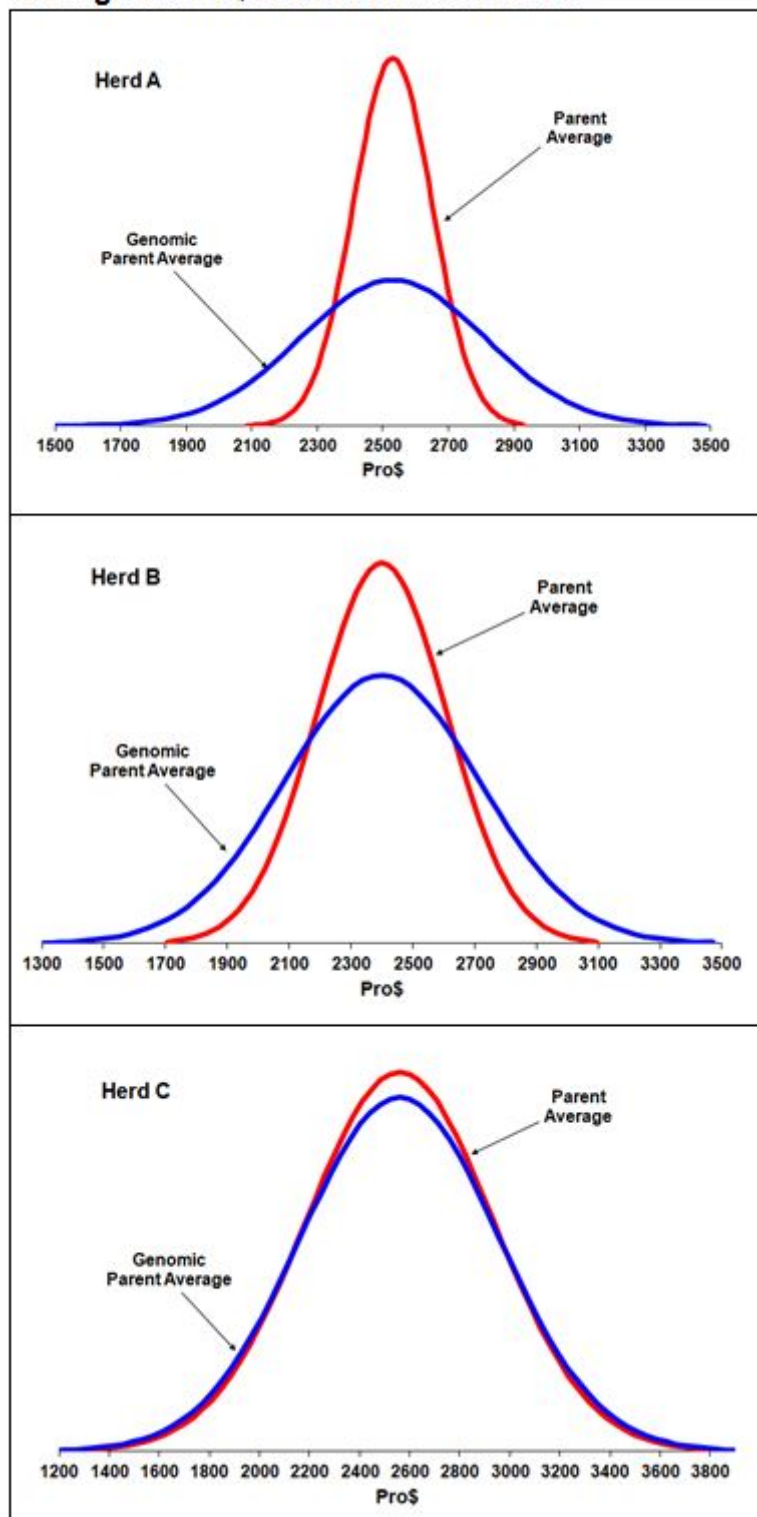 Herd A
Parent
Average
Genomic
Parent Average
1500 1700 1900 2100 2300 2500 2700 2900 3100 3300 3500
Pro$
Herd B
Parent
Average
Genomic
Parent Average
1300 1500 1700 1900 2100 2300 2500 2700 2900 3100 3300 3500
Pro$
Herd C
Parent
Average
Genomic
Parent Average
1200 1400 1600 1800 2000 2200 2400 2600 2800 3000 3200 3400 3600 3800
Pro$